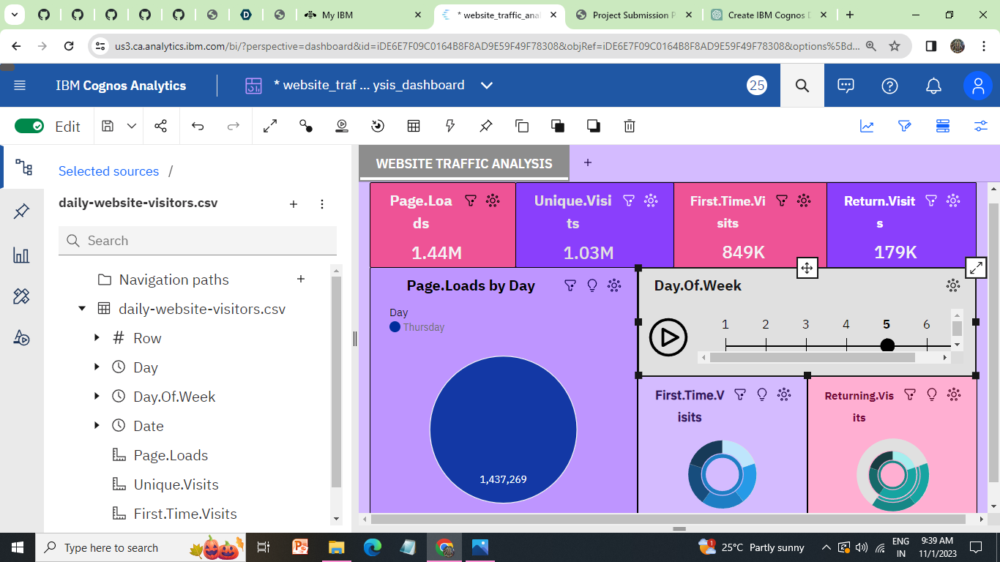 My IBM
* website_traffic_anal
Project Submission P
Create IBM Cognos D
us3.ca.analytics.ibm.com/bi/?perspective=dashboard&id=iDE6E7F09C0164B8F8AD9E59F49F78308&objRef=iDE6E7F09C0164B8F8AD9E59F49F78308&options%5Bd...
IBM Cognos Analytics
* website_traf ... ysis_dashboard
25
Edit
Selected sources /
WEBSITE TRAFFIC ANALYSIS
daily-website-visitors.csv
Search
Navigation paths
daily-website-visitors.csv
Row
Day
Day.Of.Week
Date
Page.Loads
Unique.Visits
First.Time.Visits
Page.Loa
ds
1.44M
Unique.Visi
ts
1.03M
First.Time.Vi
sits
849K
Return.Visit
s
179K
Page.Loads by Day
Day
Thursday
1,437,269
Day.Of.Week
1 2 3 4 5 6
First.Time.V
isits
Returning.Vis
its
Type here to search
25°C Partly sunny
ENG
IN
9:39 AM
11/1/2023